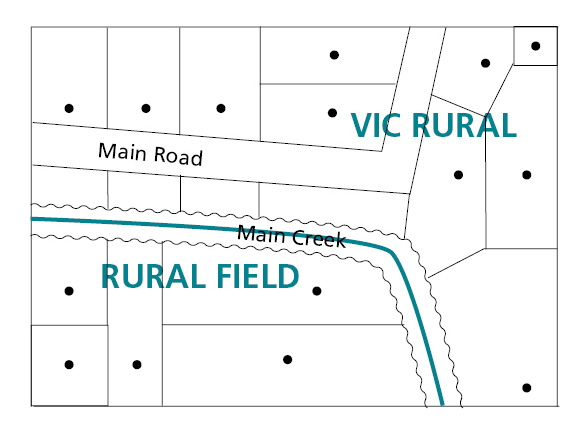 VIC RURAL
Main Road
Main Creek
RURAL FIELD